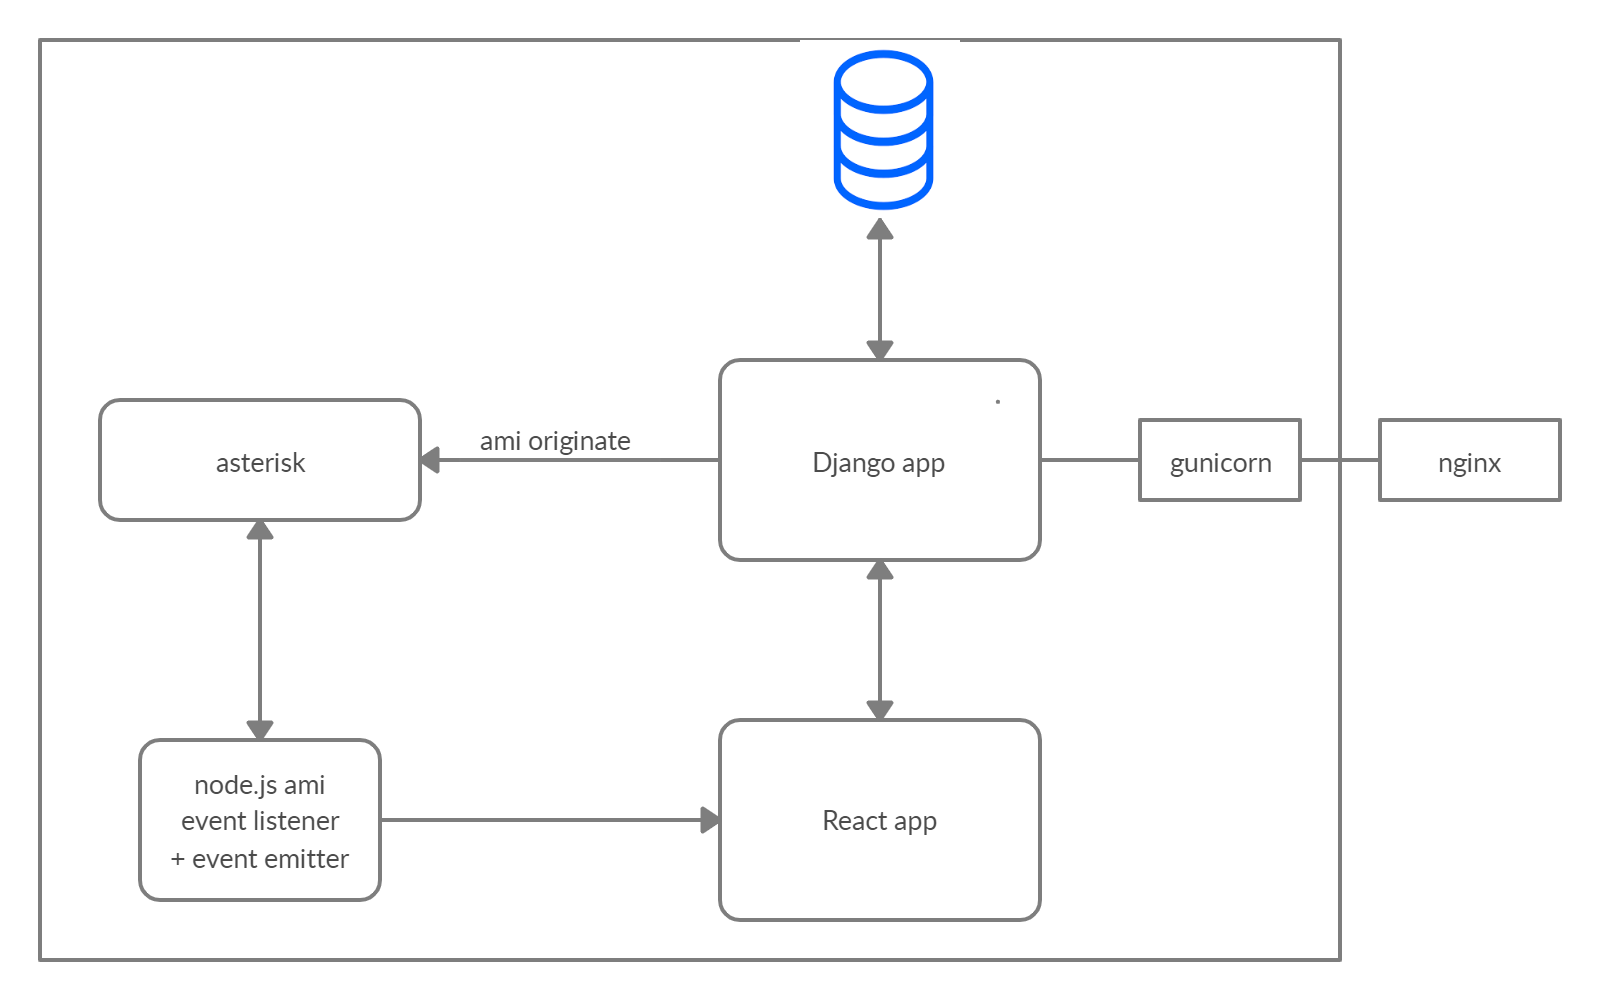 ami originate
asterisk
Django app
gunicorn
nginx
node.js ami
event listener
+ event emitter
React app